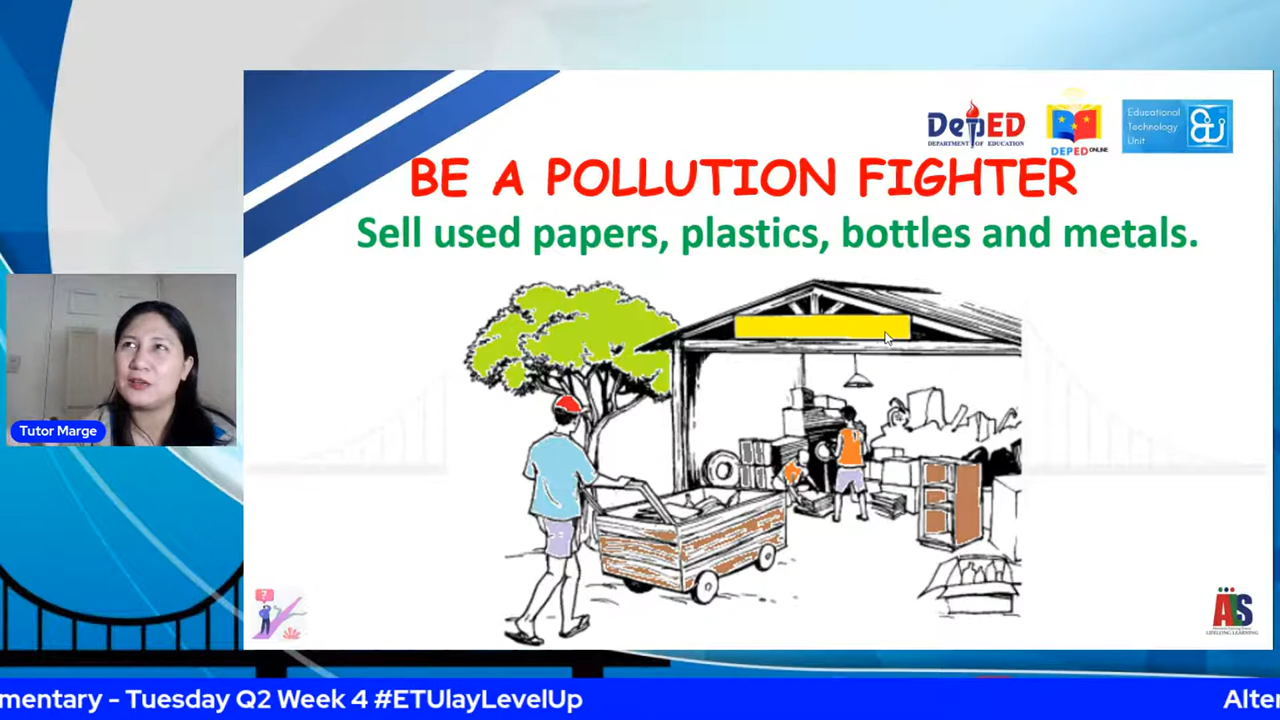 DepED
DEPARTMENT OF EDUCATION
DEPED ONLINE
Educational
Technology
Unit
BE A POLLUTION FIGHTER
Sell used papers, plastics, bottles and metals.
Tutor Marge
?
ALS
LIFELONG LEARNING
mentary - Tuesday Q2 Week 4 #ETUlayLevelUp
Alter